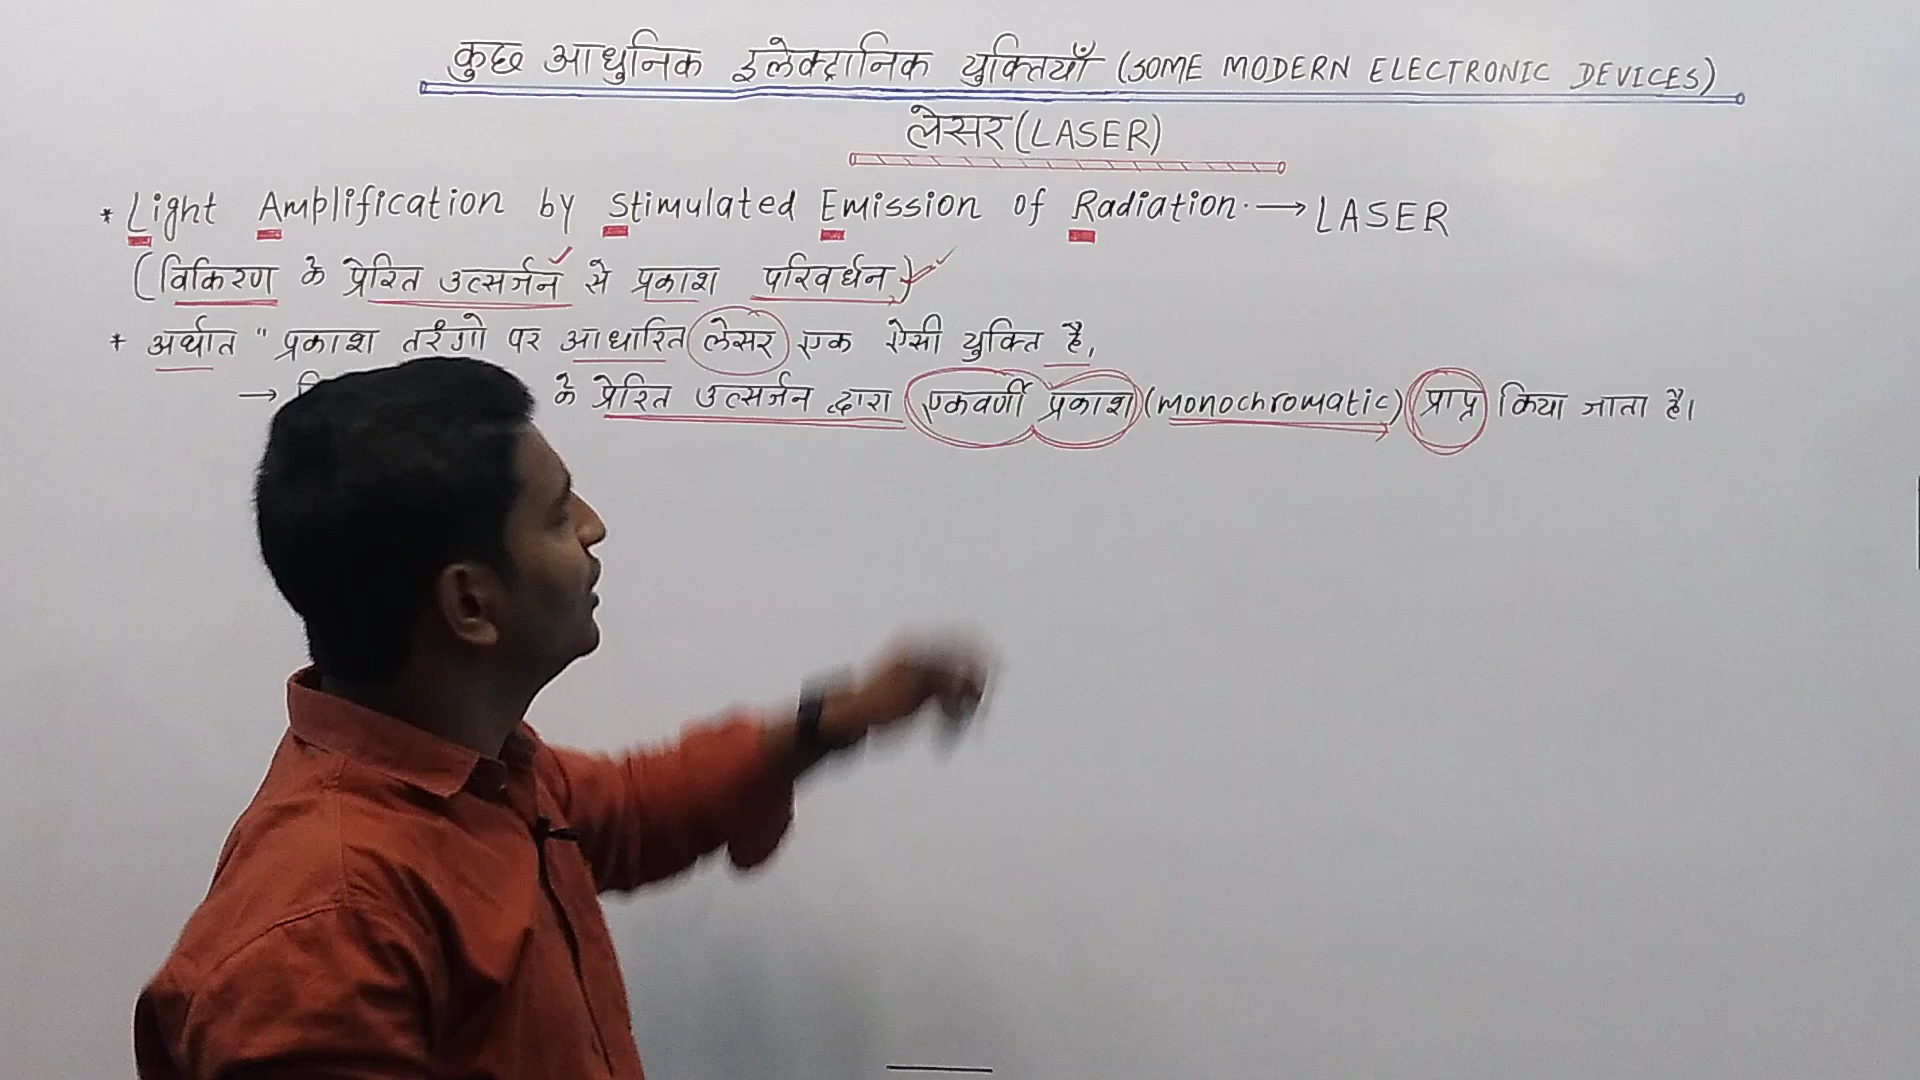 कुछ आधुनिक इलेक्ट्रानिक युक्तियाँ (SOME MODERN ELECTRONIC DEVICES)
लेसर (LASER)
* Light Amplification by Stimulated Emission of Radiation. → LASER
(विकिरण के प्रेरित उत्सर्जन से प्रकाश परिवर्धन)
* अर्थात " प्रकाश तरंगो पर आधारित लेसर एक ऐसी युक्ति है,
→ के प्रेरित उत्सर्जन द्वारा एकवर्णी प्रकाश (monochromatic) प्राप्त किया जाता है।